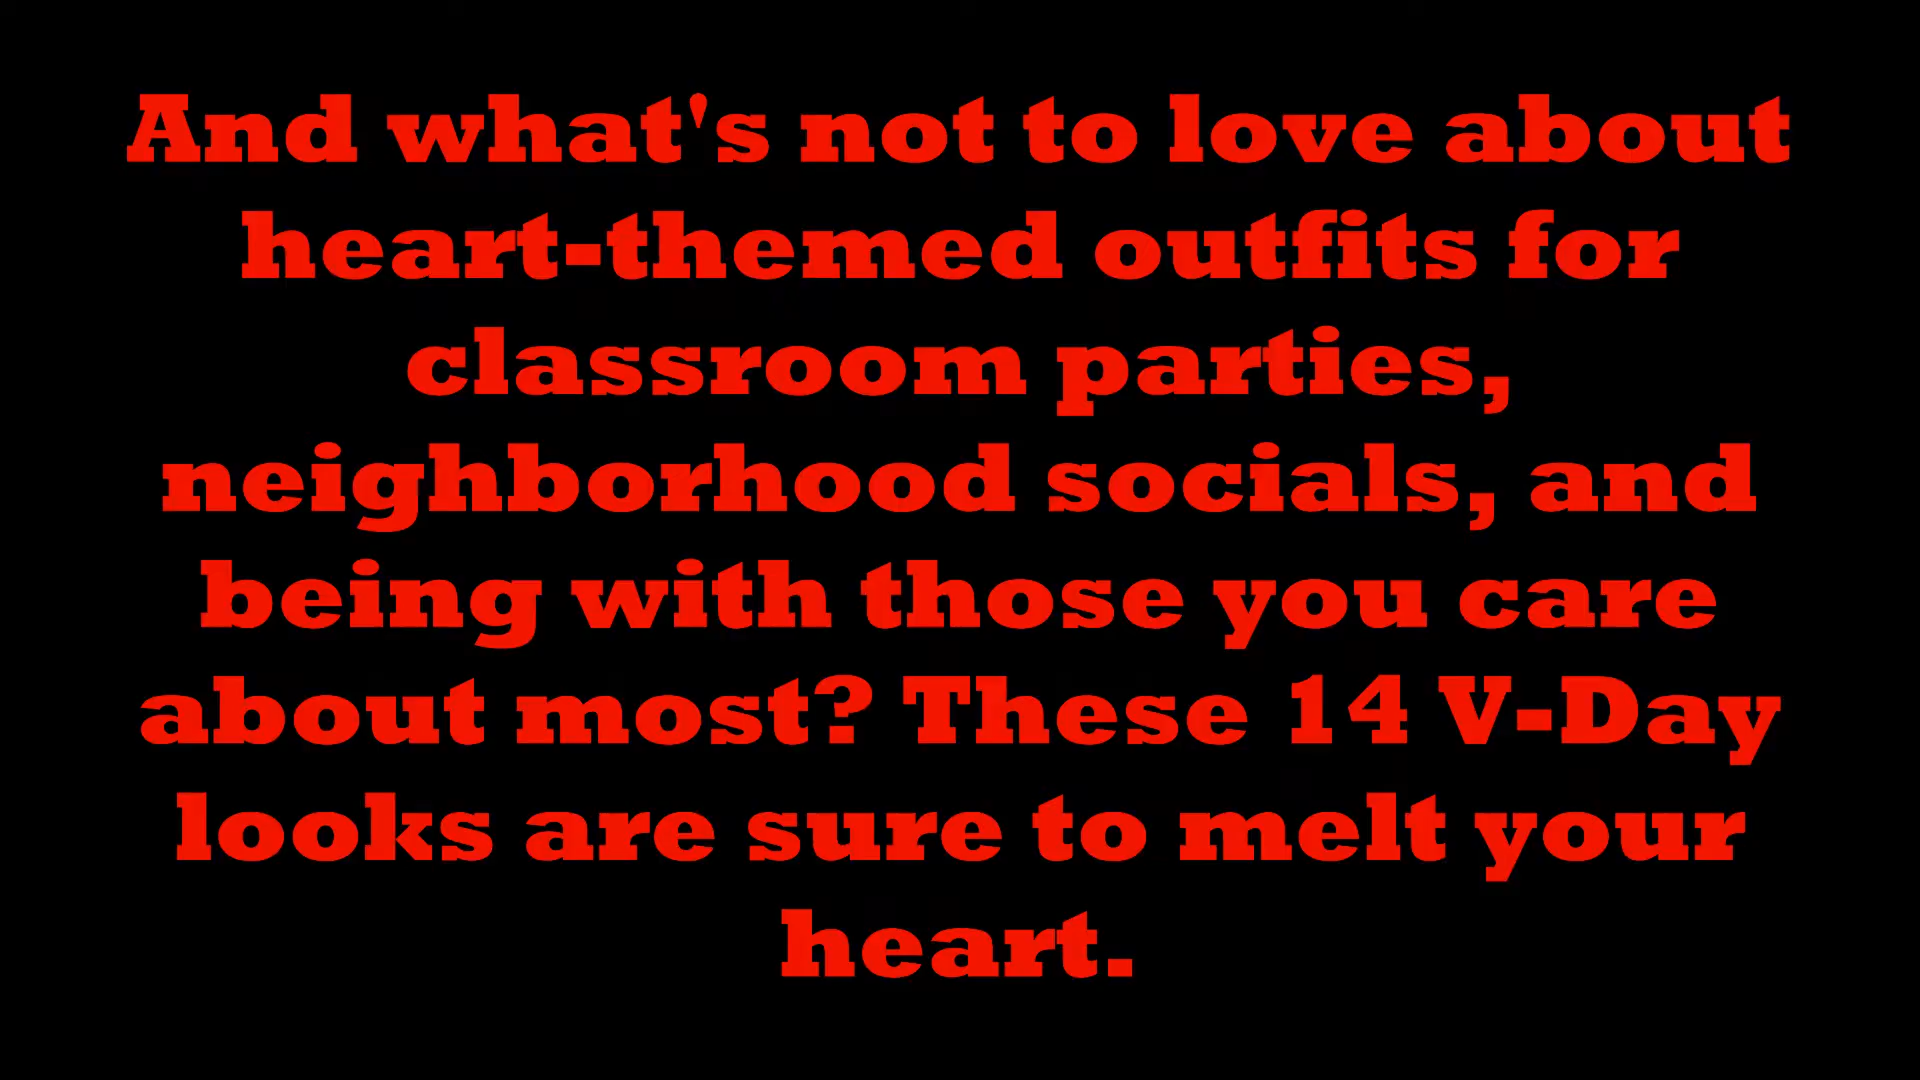 And what's not to love about
heart-themed outfits for
classroom parties,
neighborhood socials, and
being with those you care
about most? These 14 V-Day
looks are sure to melt your
heart.